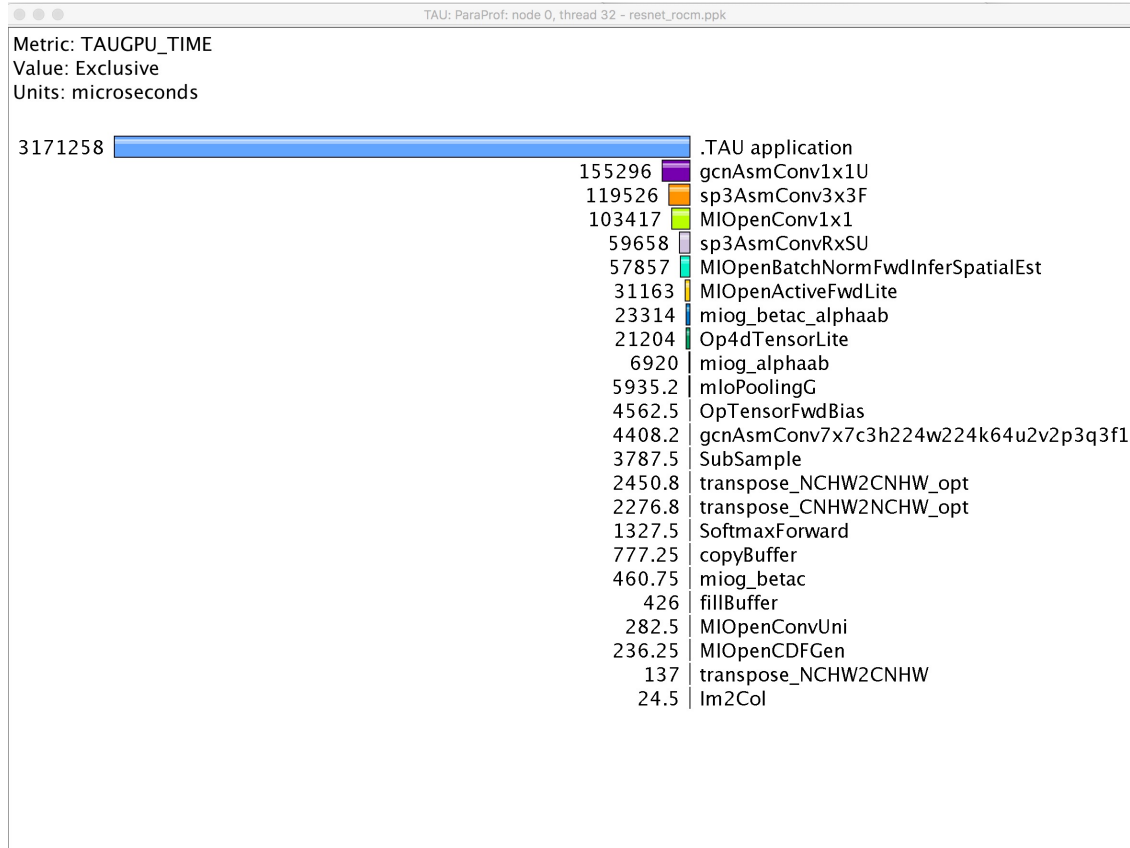 TAU: ParaProf: node 0, thread 32 - resnet_rocm.ppk
Metric: TAUGPU_TIME
Value: Exclusive
Units: microseconds
3171258 .TAU application
155296 gcnAsmConv1x1U
119526 sp3AsmConv3x3F
103417 MIOpenConv1x1
59658 sp3AsmConvRxSU
57857 MIOpenBatchNormFwdInferSpatialEst
31163 MIOpenActiveFwdLite
23314 miog_betac_alphaab
21204 Op4dTensorLite
6920 miog_alphaab
5935.2 mloPoolingG
4562.5 OpTensorFwdBias
4408.2 gcnAsmConv7x7c3h224w224k64u2v2p3q3f1
3787.5 SubSample
2450.8 transpose_NCHW2CNHW_opt
2276.8 transpose_CNHW2NCHW_opt
1327.5 SoftmaxForward
777.25 copyBuffer
460.75 miog_betac
426 fillBuffer
282.5 MIOpenConvUni
236.25 MIOpenCDFGen
137 transpose_NCHW2CNHW
24.5 Im2Col